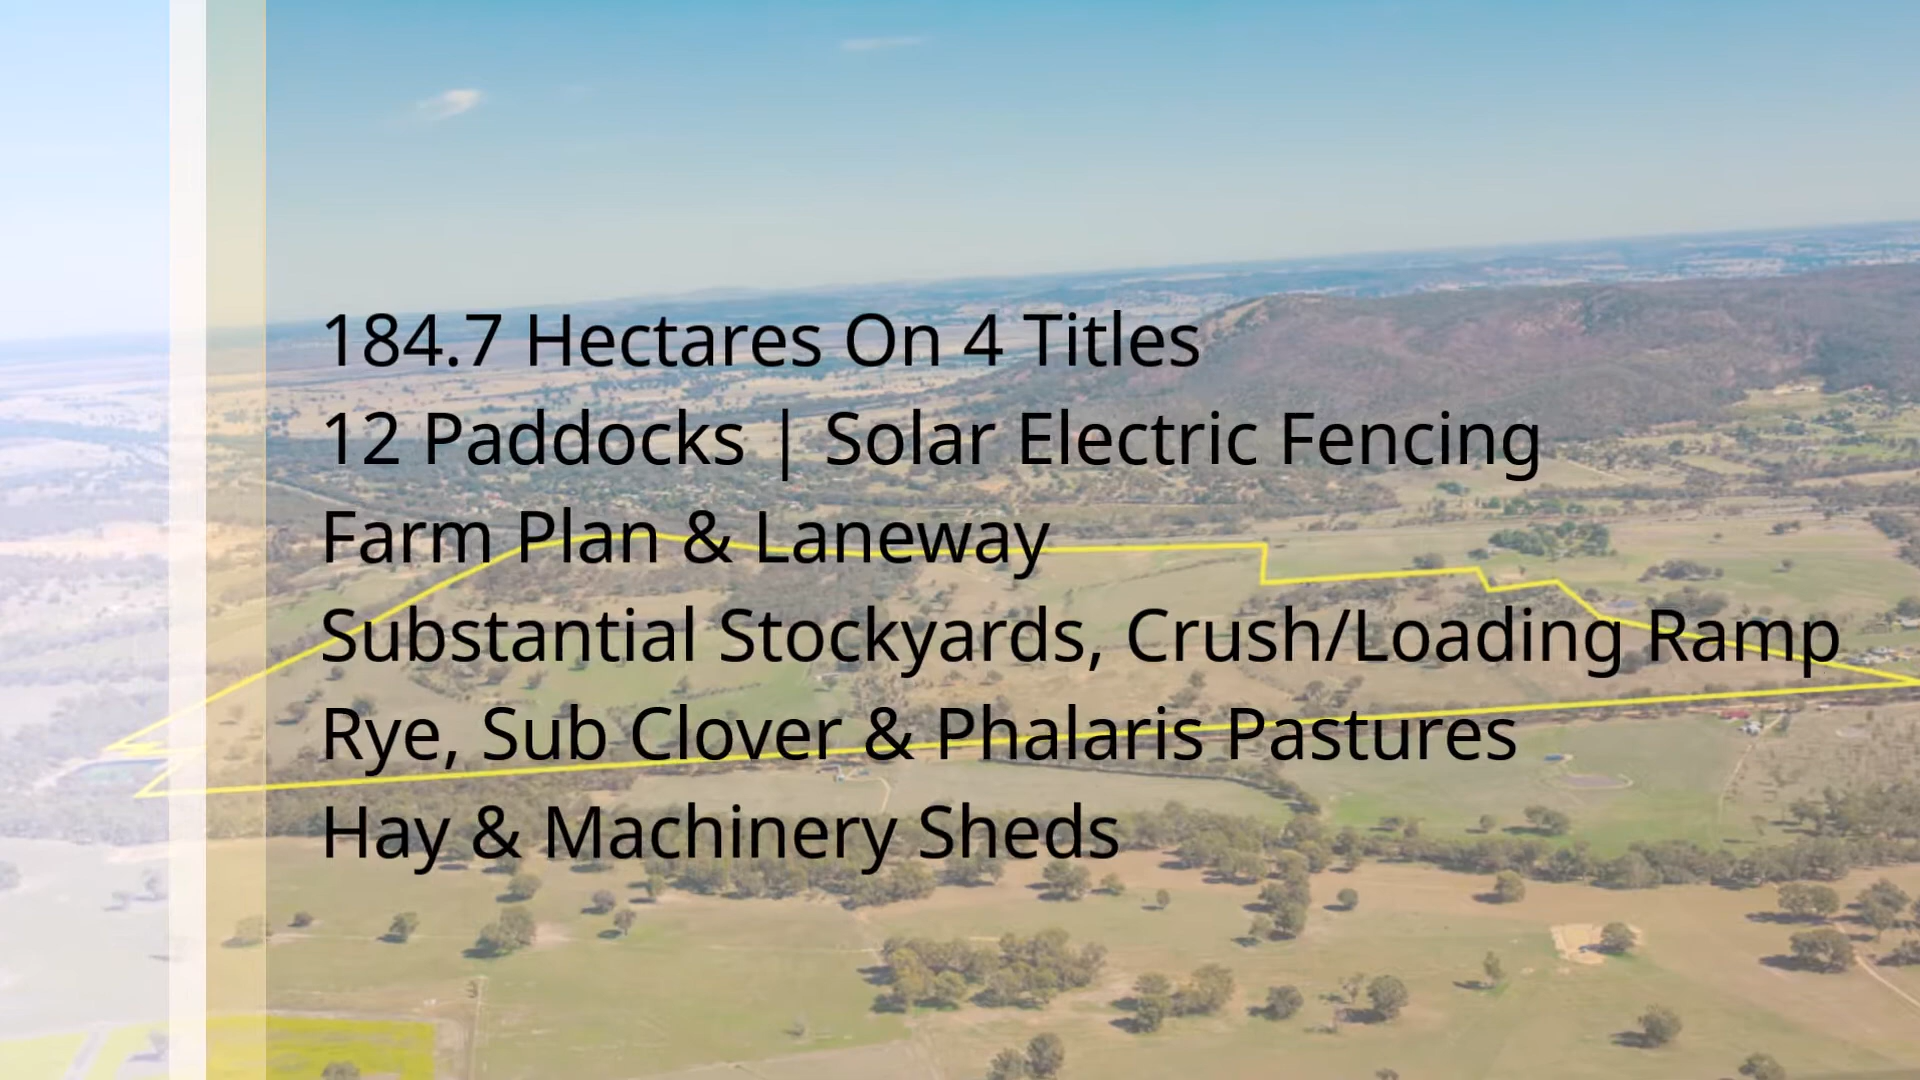 184.7 Hectares On 4 Titles
12 Paddocks | Solar Electric Fencing
Farm Plan & Laneway
Substantial Stockyards, Crush/Loading Ramp
Rye, Sub Clover & Phalaris Pastures
Hay & Machinery Sheds